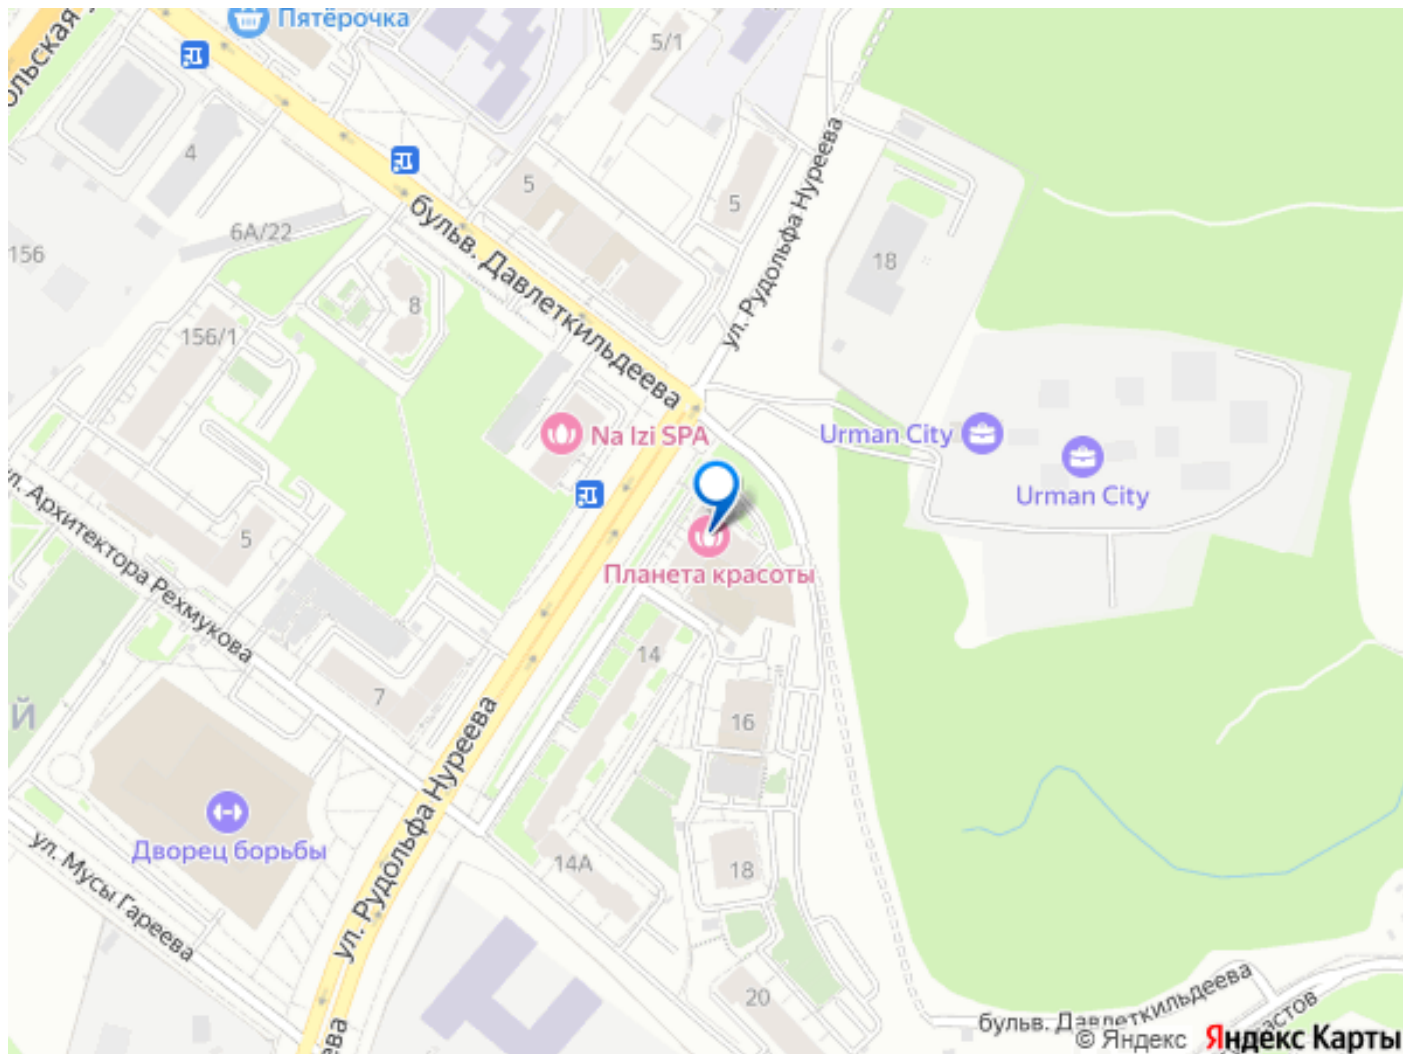 Пятёрочка
5/1
4
5
5
6А/22
156
18
8
156/1
ул. Рудольфа Нуреева
бульв. Давлеткильдеева
Na Izi SPA
Urman City
Urman City
ул. Архитектора Рехмукова
5
Планета красоты
14
7
16
Й
Дворец борьбы
ул. Рудольфа Нуреева
14А
18
ул. Мусы Гареева
20
бульв. Давлеткильдеева
© Яндекс Яндекс Карты